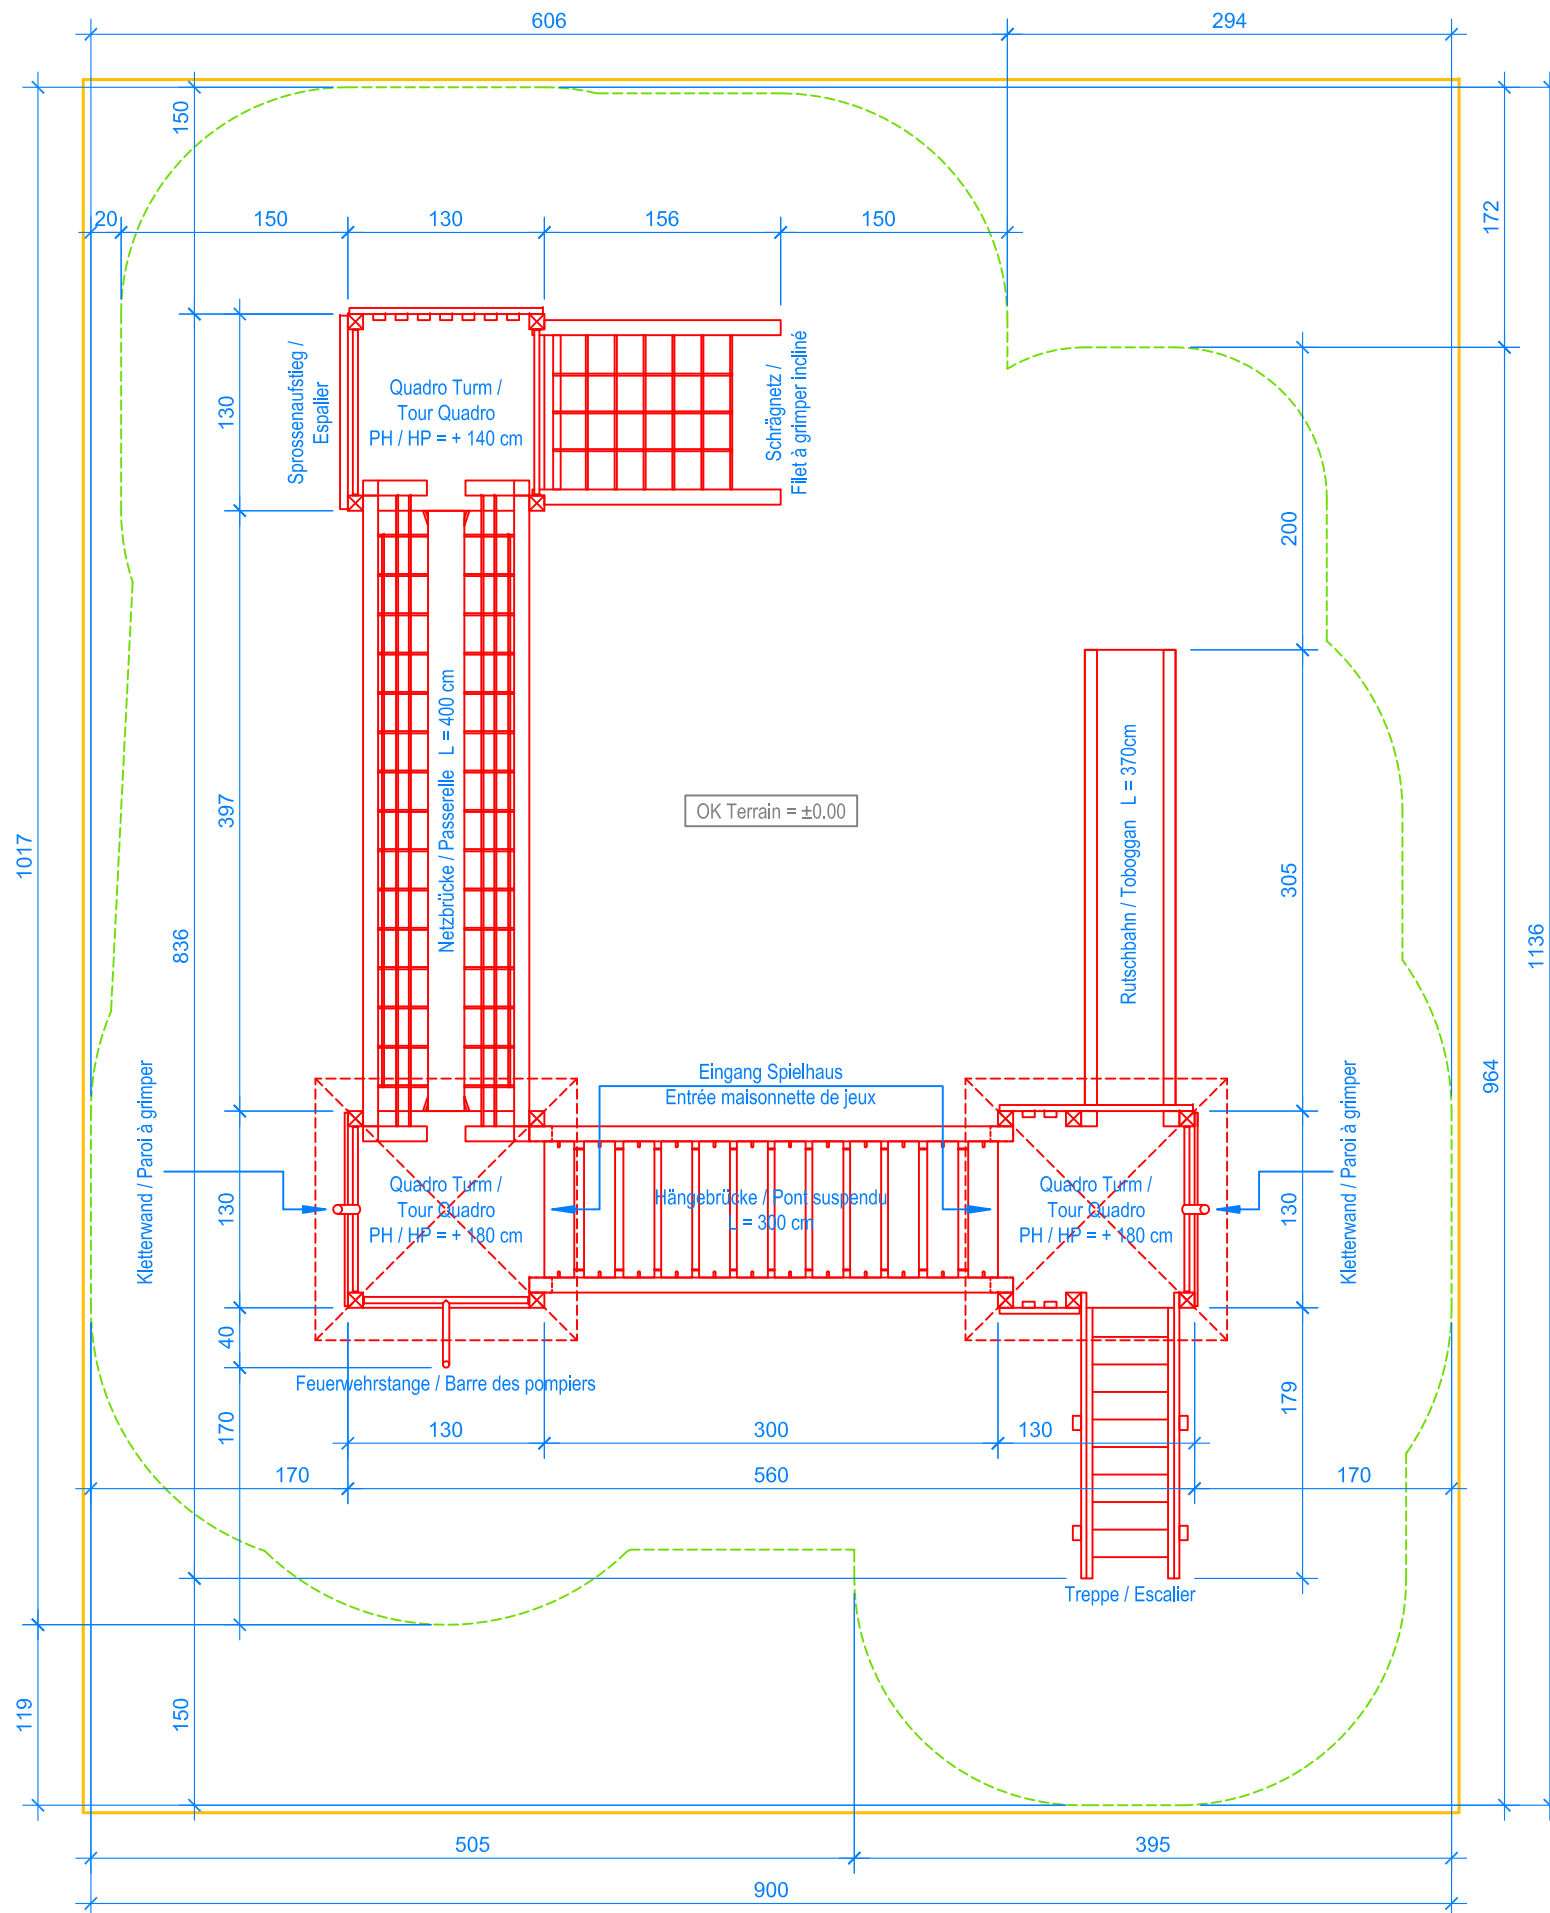 606
294
150
20
150
130
156
150
172
Sprossenaufstieg /
Espalier
130
Quadro Turm /
Tour Quadro
PH / HP = + 140 cm
Schrägnetz /
Filet à grimper incliné
200
Netzbrücke / Passerelle   L = 400 cm
397
OK Terrain = ±0.00
Rutschbahn / Toboggan   L = 370cm
305
1017
836
1136
964
Kletterwand / Paroi à grimper
Eingang Spielhaus
Entrée maisonnette de jeux
Kletterwand / Paroi à grimper
130
Quadro Turm /
Tour Quadro
PH / HP = + 180 cm
Hängebrücke / Pont suspendu
L = 300 cm
Quadro Turm /
Tour Quadro
PH / HP = + 180 cm
130
40
Feuerwehrstange / Barre des pompiers
179
170
130
300
130
170
560
170
Treppe / Escalier
119
150
505
395
900